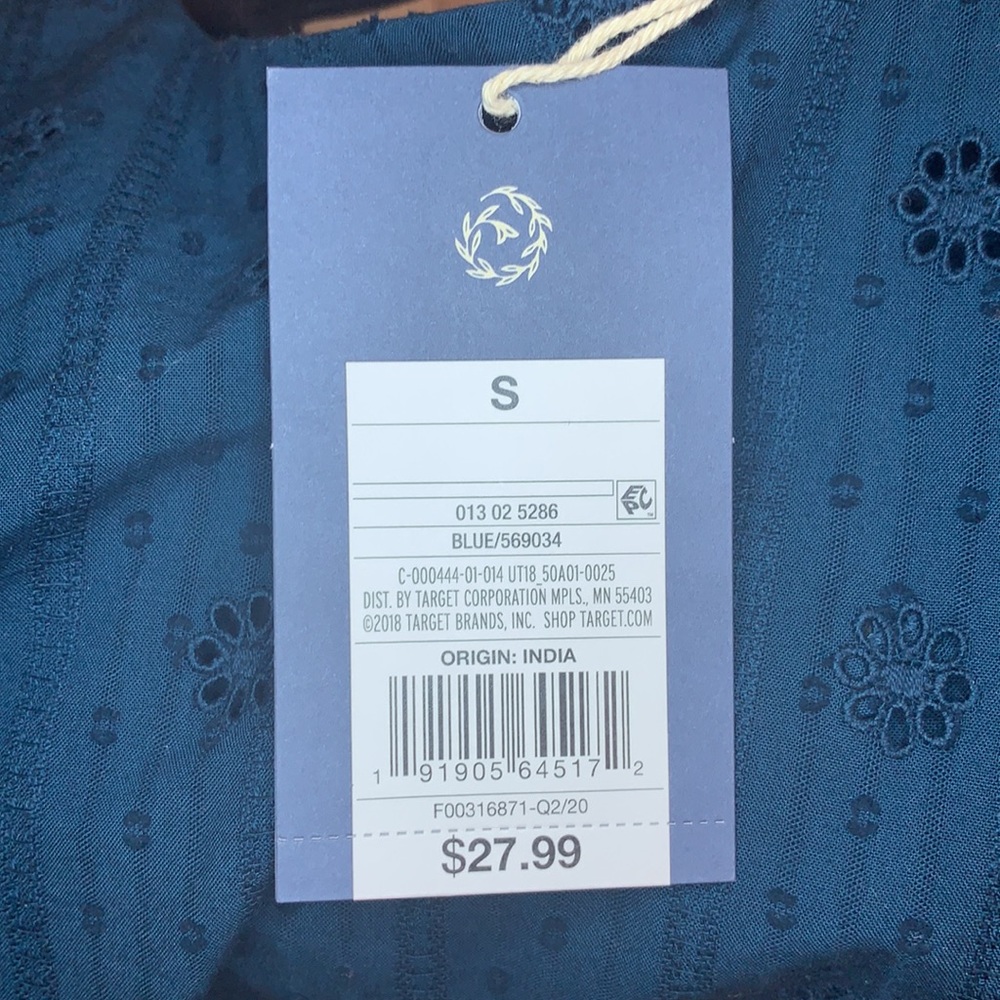 S
EPC™
013 02 5286
BLUE/569034
C-000444-01-014 UT18_50A01-0025
DIST. BY TARGET CORPORATION MPLS., MN 55403
©2018 TARGET BRANDS, INC. SHOP TARGET.COM
ORIGIN: INDIA
1 91905 64517 2
F00316871-Q2/20
$27.99